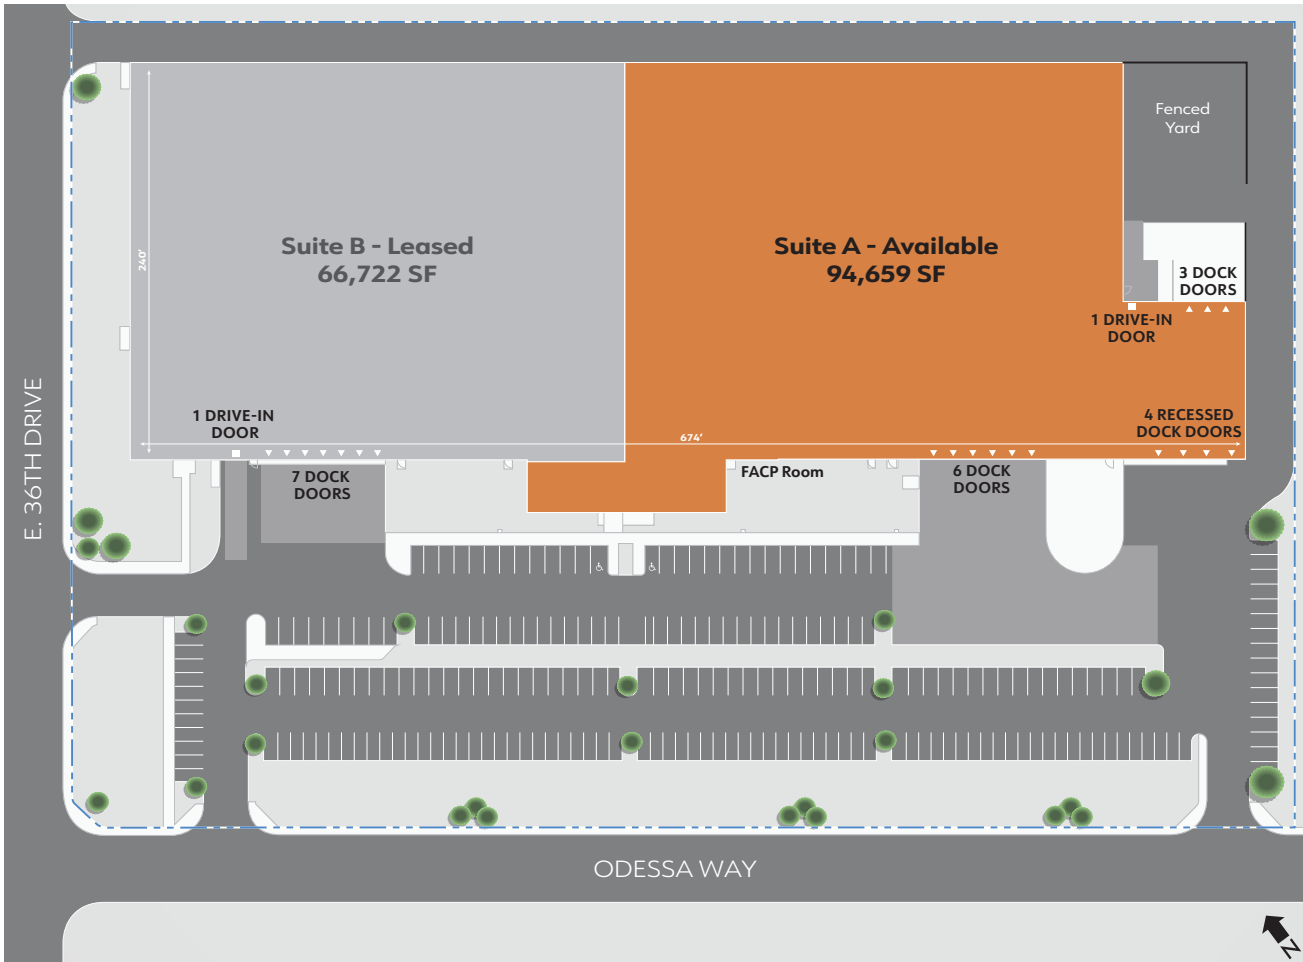 Fenced
Yard
Suite B - Leased
66,722 SF
Suite A - Available
94,659 SF
240'
3 DOCK
DOORS
1 DRIVE-IN
DOOR
E. 36TH DRIVE
1 DRIVE-IN
DOOR
4 RECESSED
DOCK DOORS
674'
7 DOCK
DOORS
FACP Room
6 DOCK
DOORS
ODESSA WAY
N